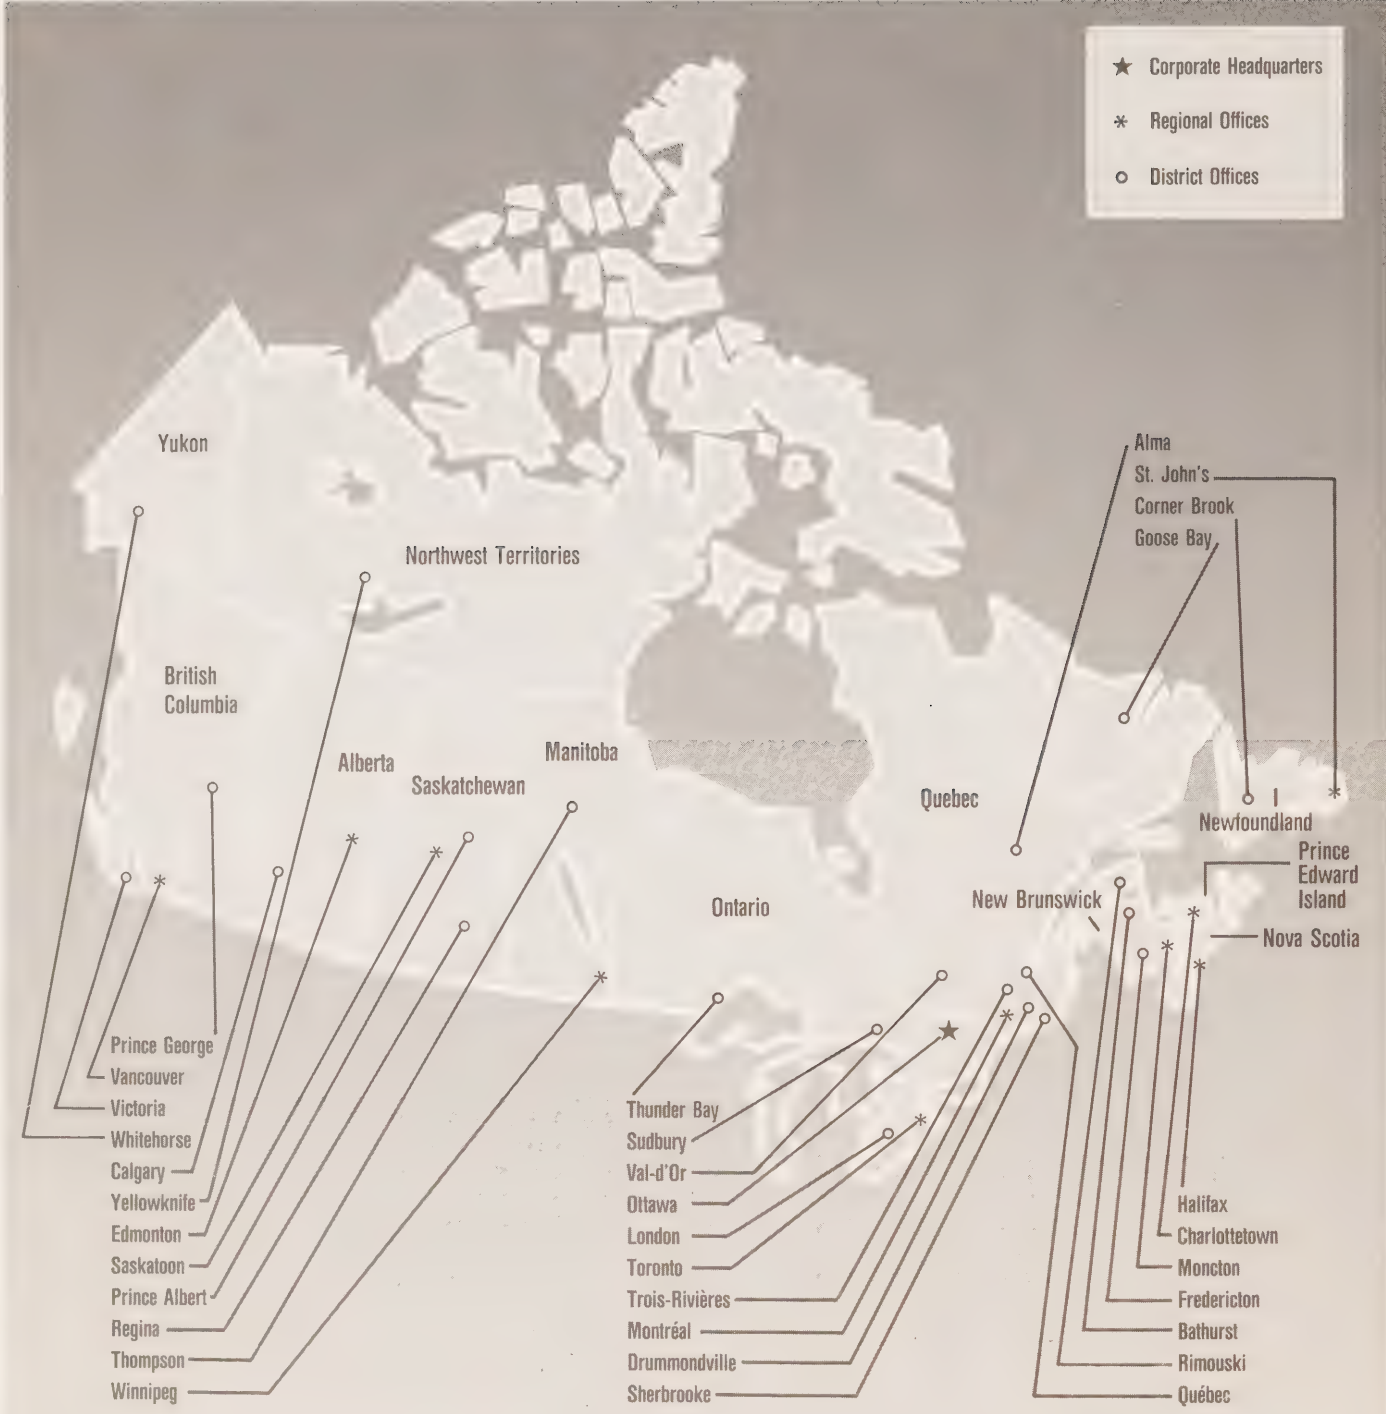 Corporate Headquarters
Regional Offices
District Offices
Yukon
Northwest Territories
British
Columbia
Alberta
Saskatchewan
Manitoba
Ontario
Quebec
New Brunswick
Newfoundland
Prince
Edward
Island
Nova Scotia
Alma
St. John's
Corner Brook
Goose Bay
Prince George
Vancouver
Victoria
Whitehorse
Calgary
Yellowknife
Edmonton
Saskatoon
Prince Albert
Regina
Thompson
Winnipeg
Thunder Bay
Sudbury
Val-d'Or
Ottawa
London
Toronto
Trois-Rivières
Montréal
Drummondville
Sherbrooke
Halifax
Charlottetown
Moncton
Fredericton
Bathurst
Rimouski
Québec